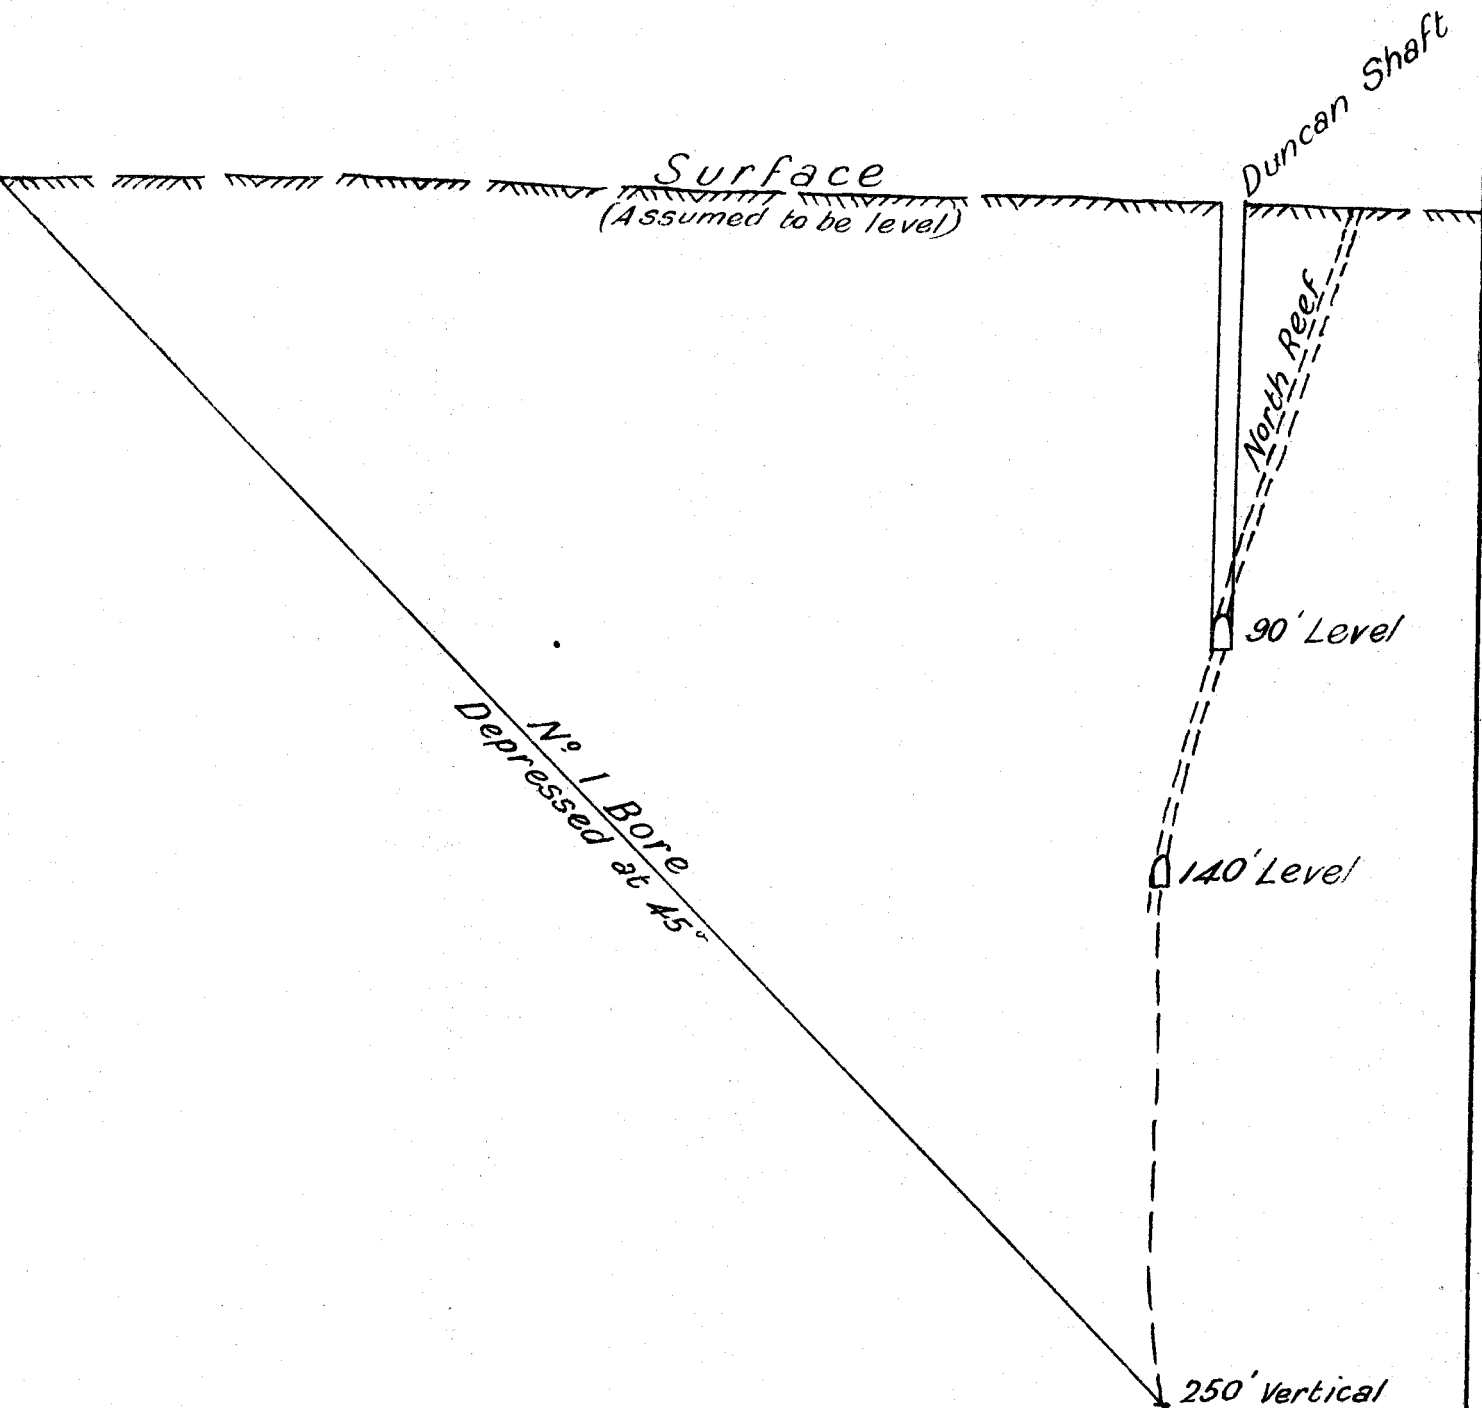 Duncan Shaft
Surface
(Assumed to be level)
North Reef
90' Level
Nº 1 Bore
Depressed at 45°
140' Level
250' Vertical